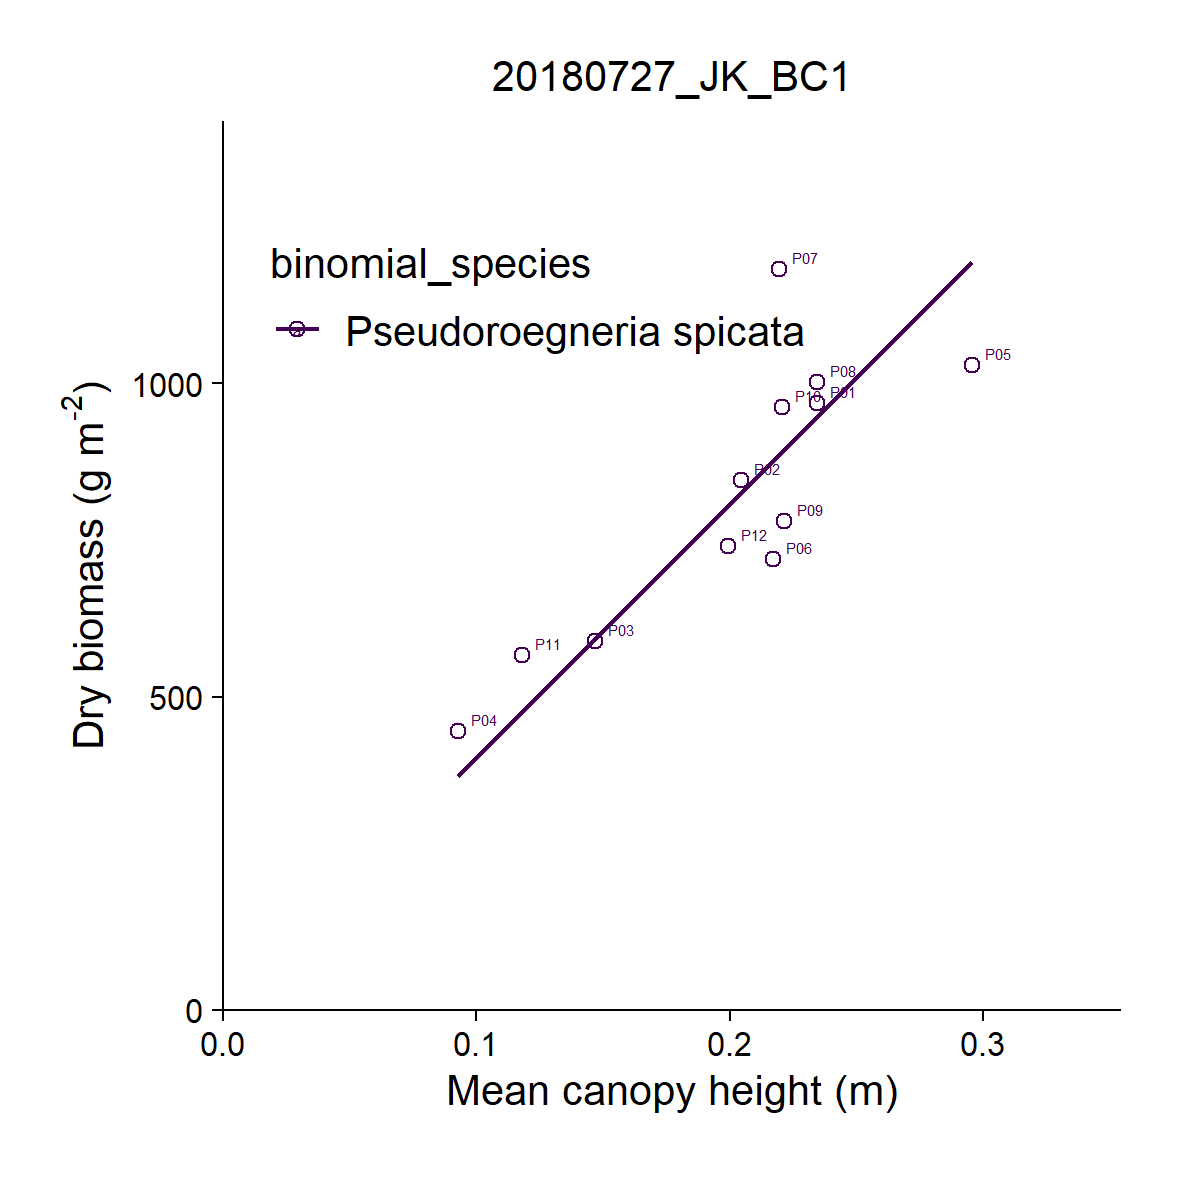 20180727_JK_BC1
binomial_species
Pseudoroegneria spicata
P07
P05
P08
P01
P10
P02
P09
P12
P06
P03
P11
P04
1000
500
0
0.0 0.1 0.2 0.3
Mean canopy height (m)
Dry biomass (g m⁻²)